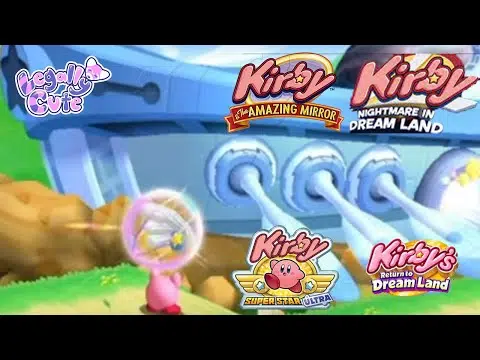 Legally
Cute
Kirby
& The AMAZING MIRROR
Kirby
NIGHTMARE IN
DREAM LAND
Kirby
SUPER STAR ULTRA
Kirby's
Return to
Dream Land